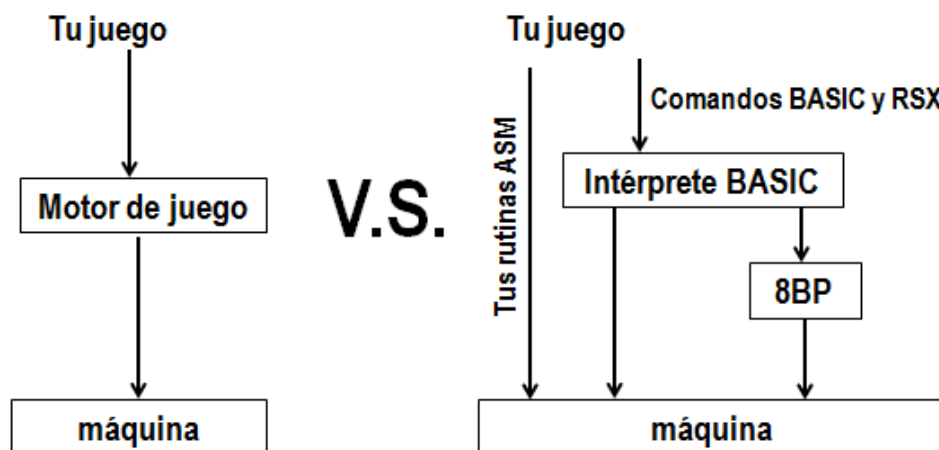 Tu juego
Motor de juego
máquina
V.S.
Tu juego
Comandos BASIC y RSX
Tus rutinas ASM
Intérprete BASIC
8BP
máquina